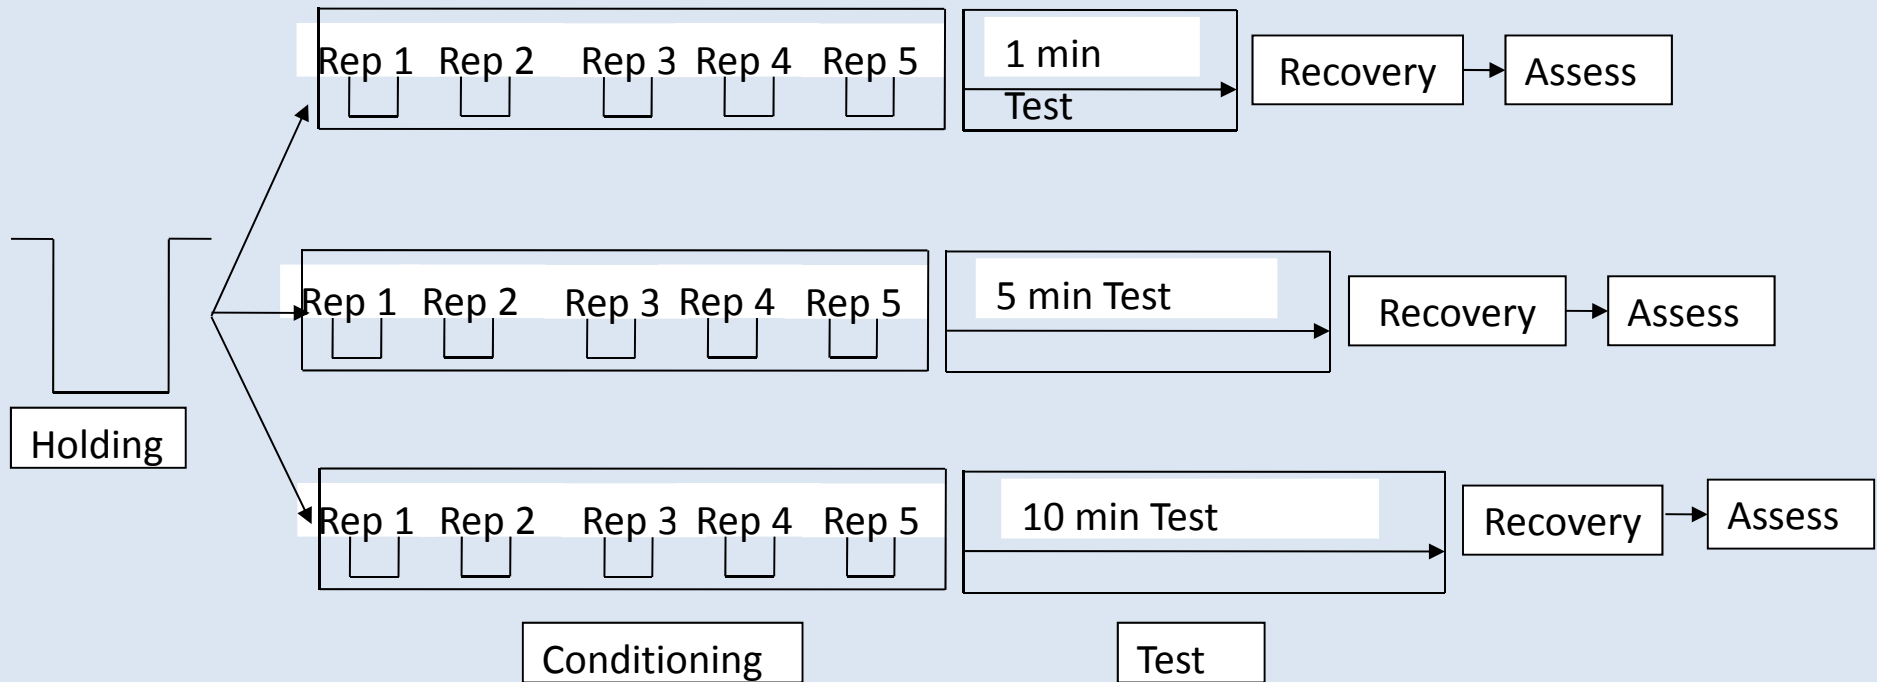 Rep 1 Rep 2 Rep 3 Rep 4 Rep 5
1 min
Test
Recovery
Assess
Rep 1 Rep 2 Rep 3 Rep 4 Rep 5
5 min Test
Recovery
Assess
Holding
Rep 1 Rep 2 Rep 3 Rep 4 Rep 5
10 min Test
Recovery
Assess
Conditioning
Test